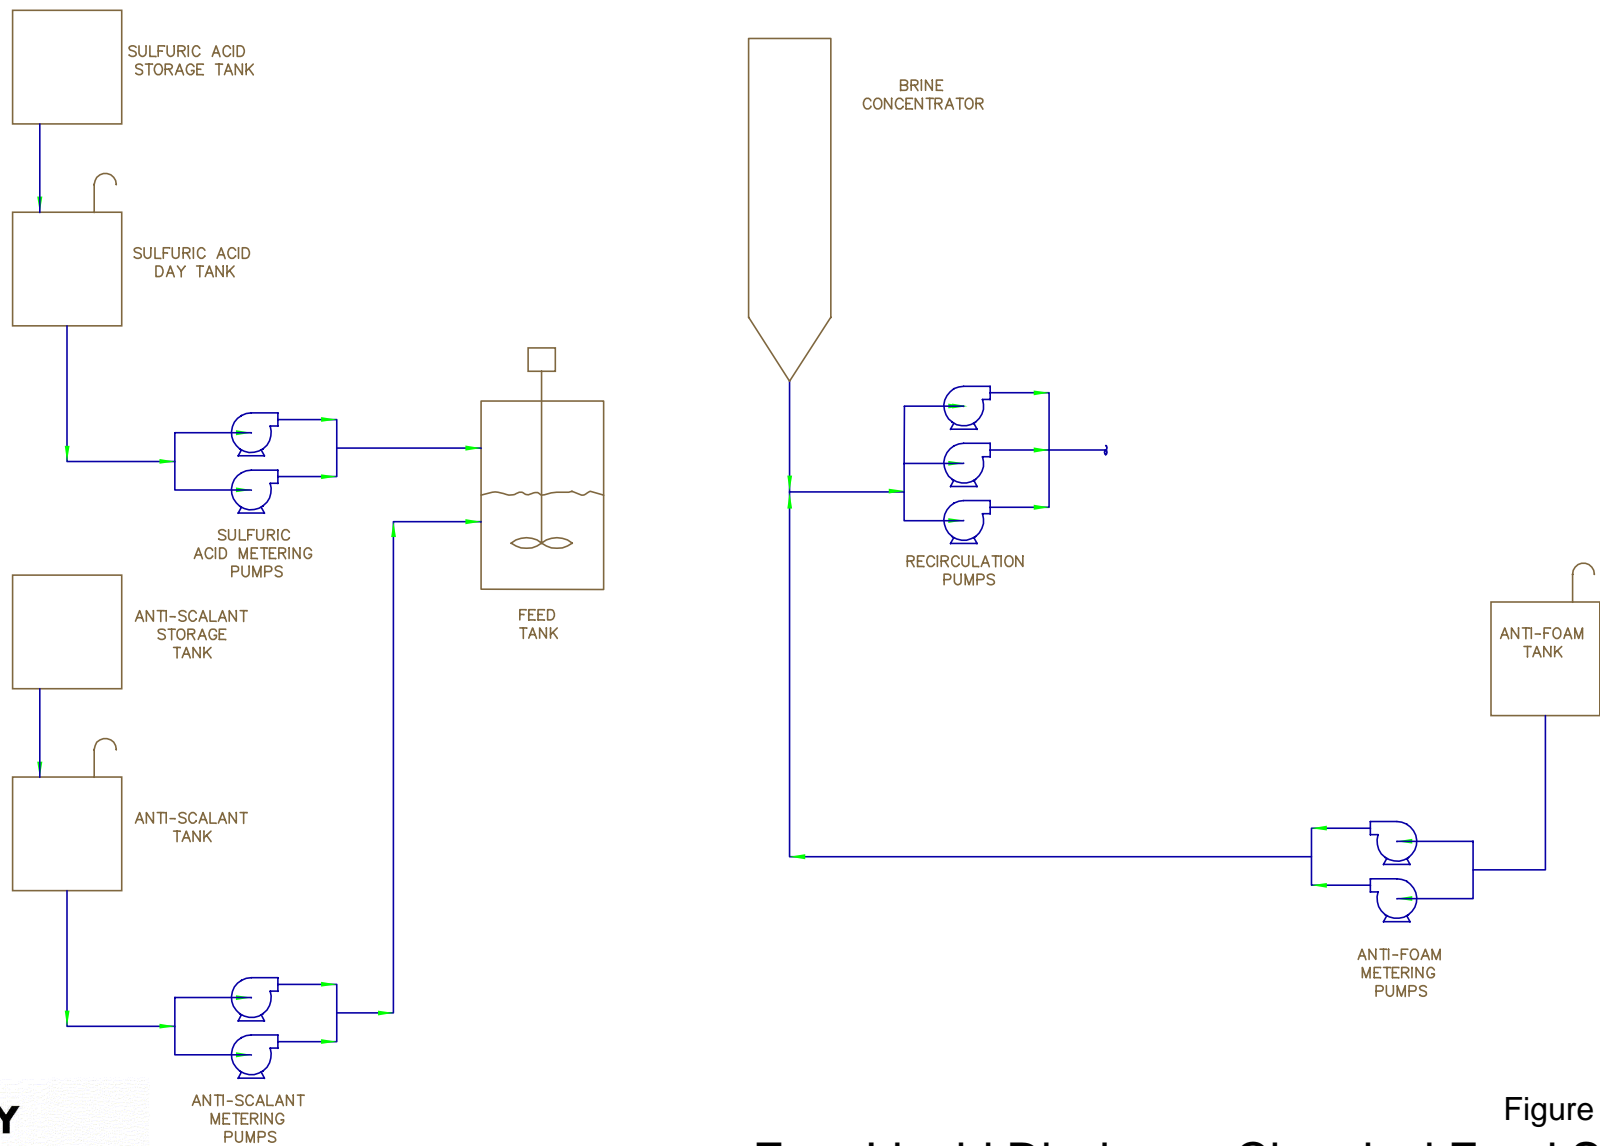 SULFURIC ACID
STORAGE TANK
BRINE
CONCENTRATOR
SULFURIC ACID
DAY TANK
SULFURIC
ACID METERING
PUMPS
FEED
TANK
RECIRCULATION
PUMPS
ANTI-FOAM
TANK
ANTI-SCALANT
STORAGE
TANK
ANTI-SCALANT
TANK
ANTI-FOAM
METERING
PUMPS
ANTI-SCALANT
METERING
PUMPS
Y
Figure